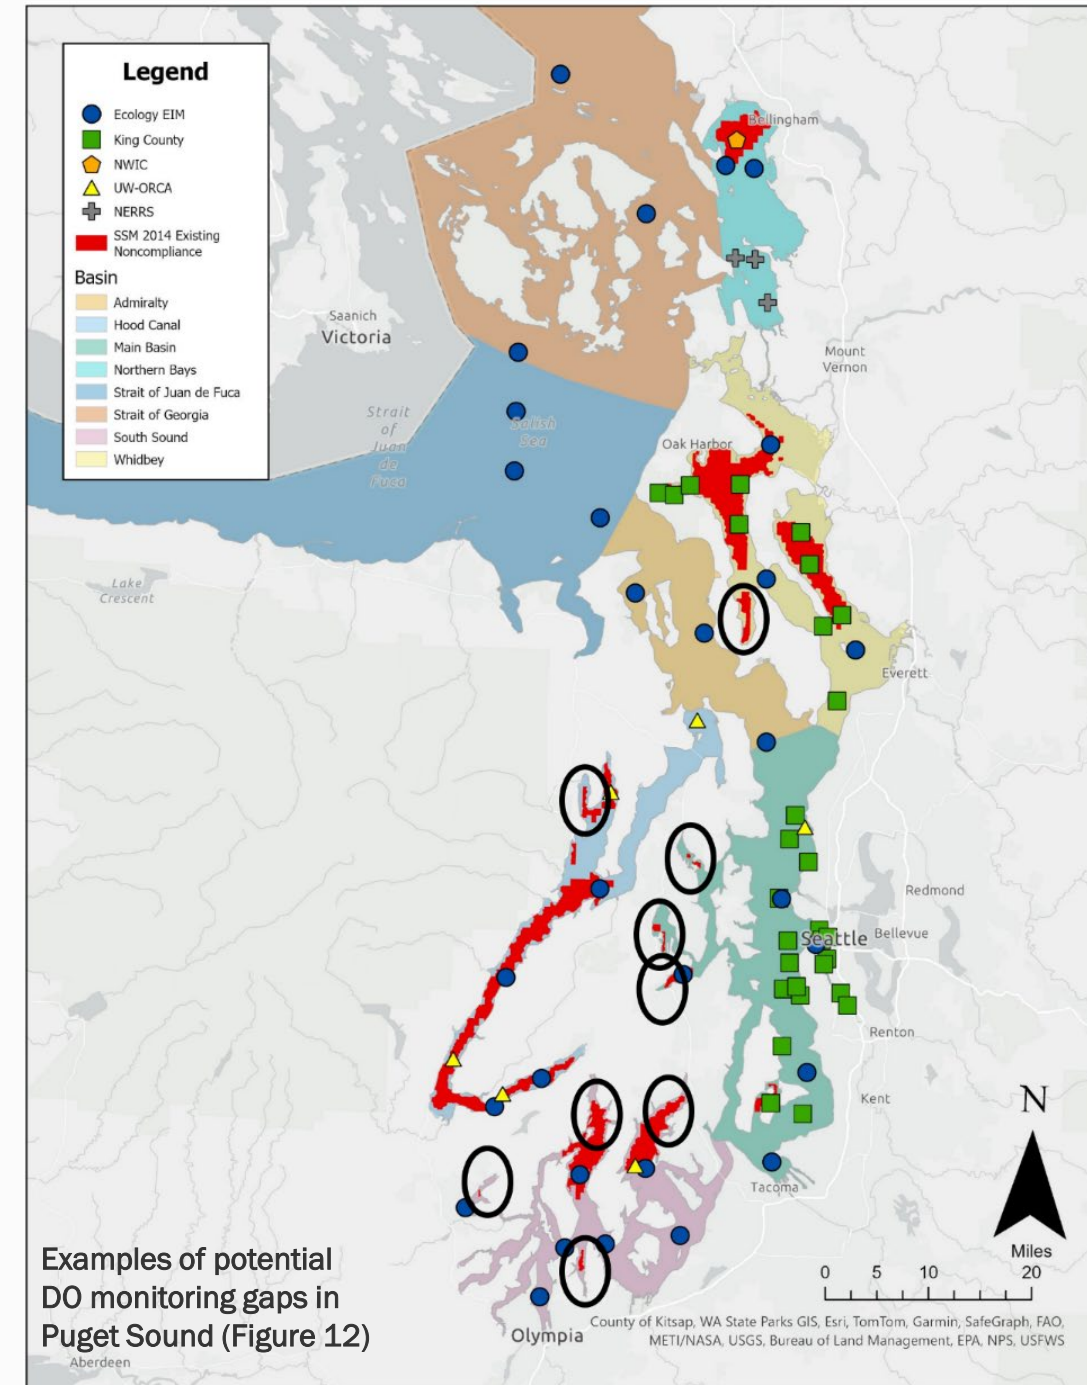 Legend
Ecology EIM
King County
NWIC
UW-ORCA
NERRS
SSM 2014 Existing
Noncompliance
Basin
Admiralty
Hood Canal
Main Basin
Northern Bays
Strait of Juan de Fuca
Strait of Georgia
South Sound
Whidbey
Bellingham
Saanich
Victoria
Mount
Vernon
Strait
of
Juan
de
Fuca
Salish
Sea
Oak Harbor
Lake
Crescent
Everett
Redmond
Seattle
Bellevue
Renton
Kent
Tacoma
Olympia
Aberdeen
N
Miles
0 5 10 20
Examples of potential
DO monitoring gaps in
Puget Sound (Figure 12)
County of Kitsap, WA State Parks GIS, Esri, TomTom, Garmin, SafeGraph, FAO,
METI/NASA, USGS, Bureau of Land Management, EPA, NPS, USFWS